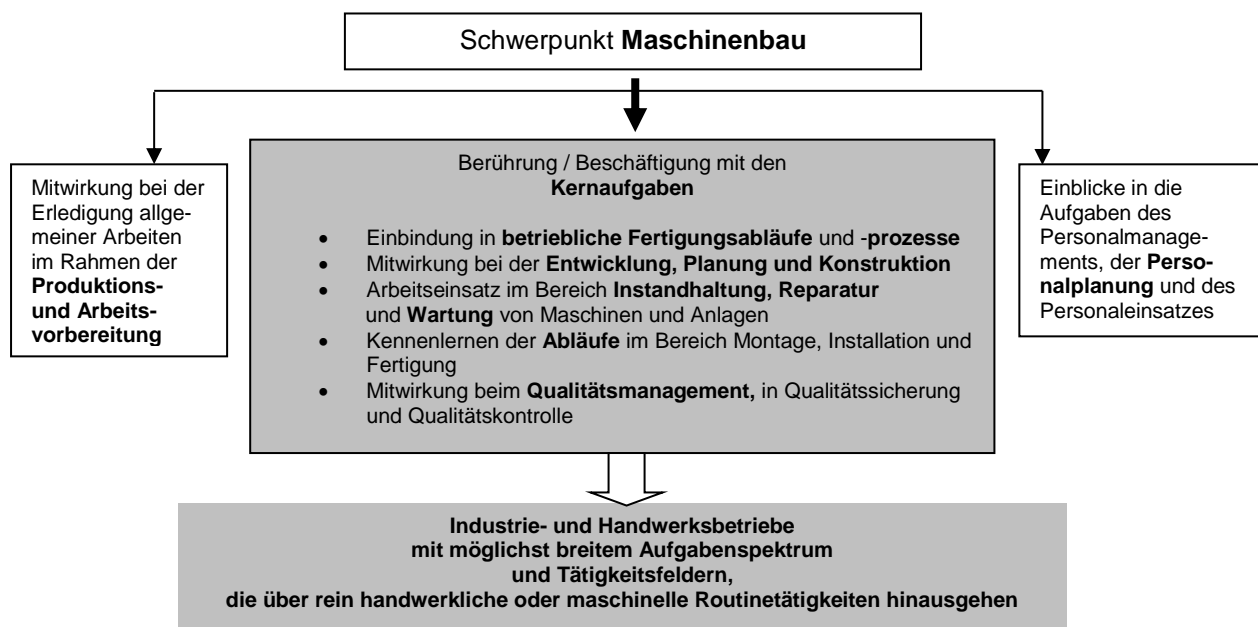 Schwerpunkt Maschinenbau
Mitwirkung bei der
Erledigung allge-
meiner Arbeiten
im Rahmen der
Produktions-
und Arbeits-
vorbereitung
Berührung / Beschäftigung mit den
Kernaufgaben
• Einbindung in betriebliche Fertigungsabläufe und -prozesse
• Mitwirkung bei der Entwicklung, Planung und Konstruktion
• Arbeitseinsatz im Bereich Instandhaltung, Reparatur
und Wartung von Maschinen und Anlagen
• Kennenlernen der Abläufe im Bereich Montage, Installation und
Fertigung
• Mitwirkung beim Qualitätsmanagement, in Qualitätssicherung
und Qualitätskontrolle
Einblicke in die
Aufgaben des
Personalmanage-
ments, der Perso-
nalplanung und des
Personaleinsatzes
Industrie- und Handwerksbetriebe
mit möglichst breitem Aufgabenspektrum
und Tätigkeitsfeldern,
die über rein handwerkliche oder maschinelle Routinetätigkeiten hinausgehen